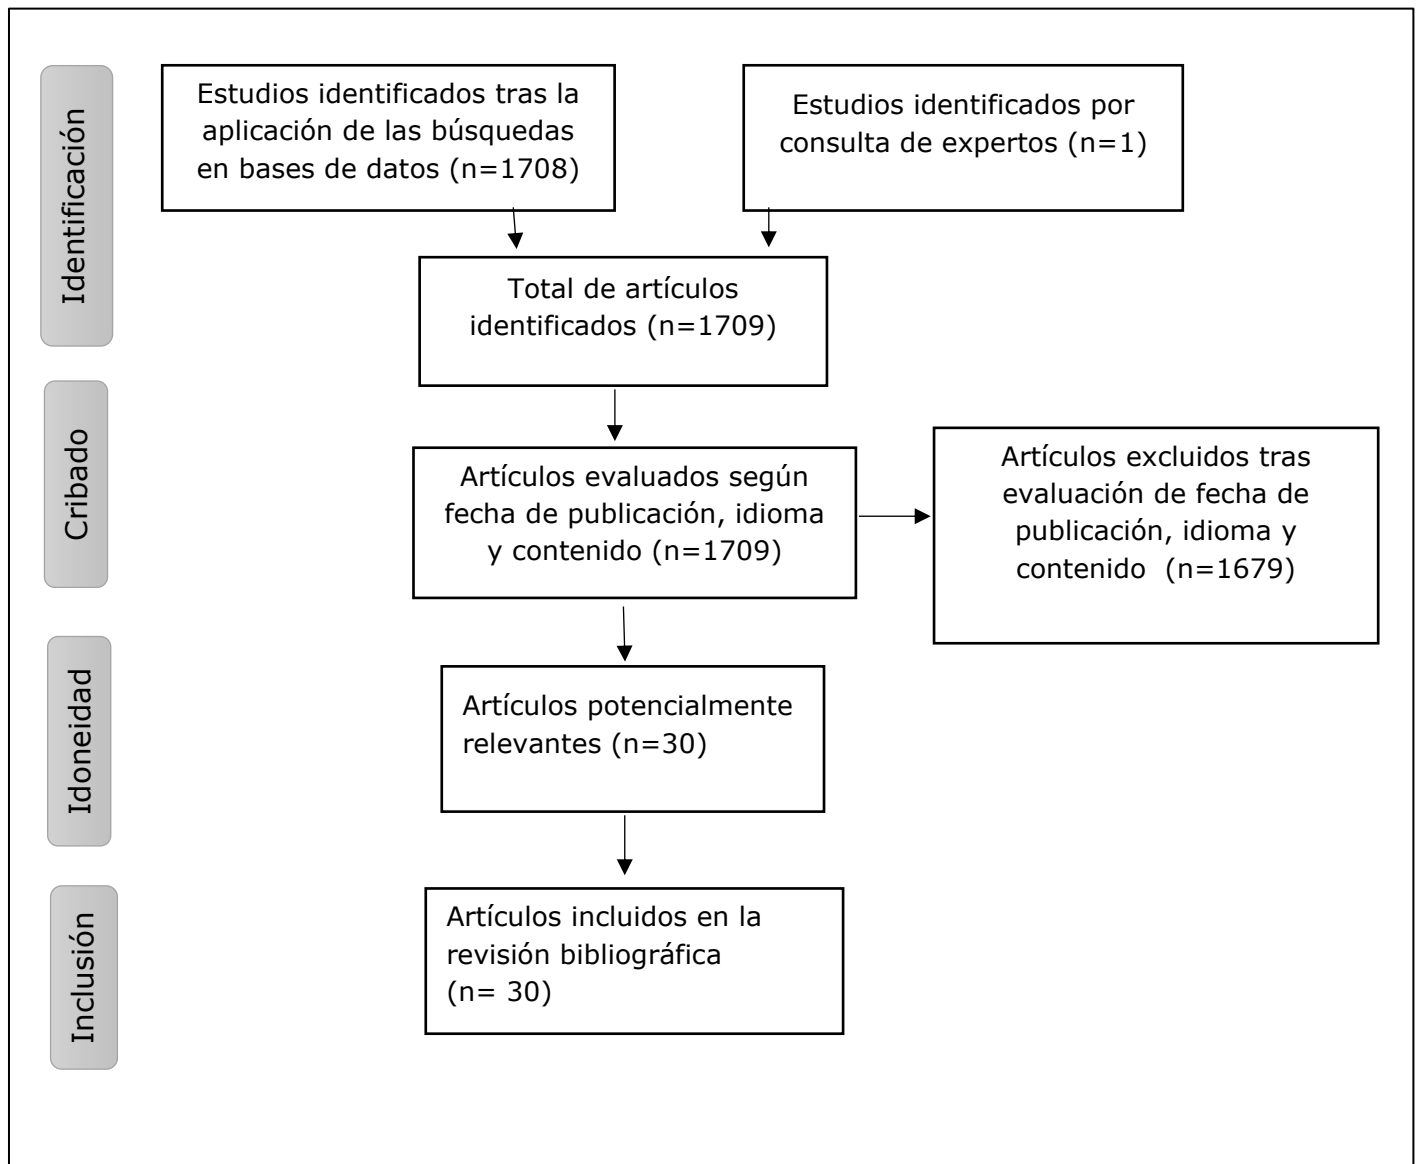 Identificación
Estudios identificados tras la
aplicación de las búsquedas
en bases de datos (n=1708)
Estudios identificados por
consulta de expertos (n=1)
Total de artículos
identificados (n=1709)
Cribado
Artículos evaluados según
fecha de publicación, idioma
y contenido (n=1709)
Artículos excluidos tras
evaluación de fecha de
publicación, idioma y
contenido  (n=1679)
Idoneidad
Artículos potencialmente
relevantes (n=30)
Inclusión
Artículos incluidos en la
revisión bibliográfica
(n= 30)